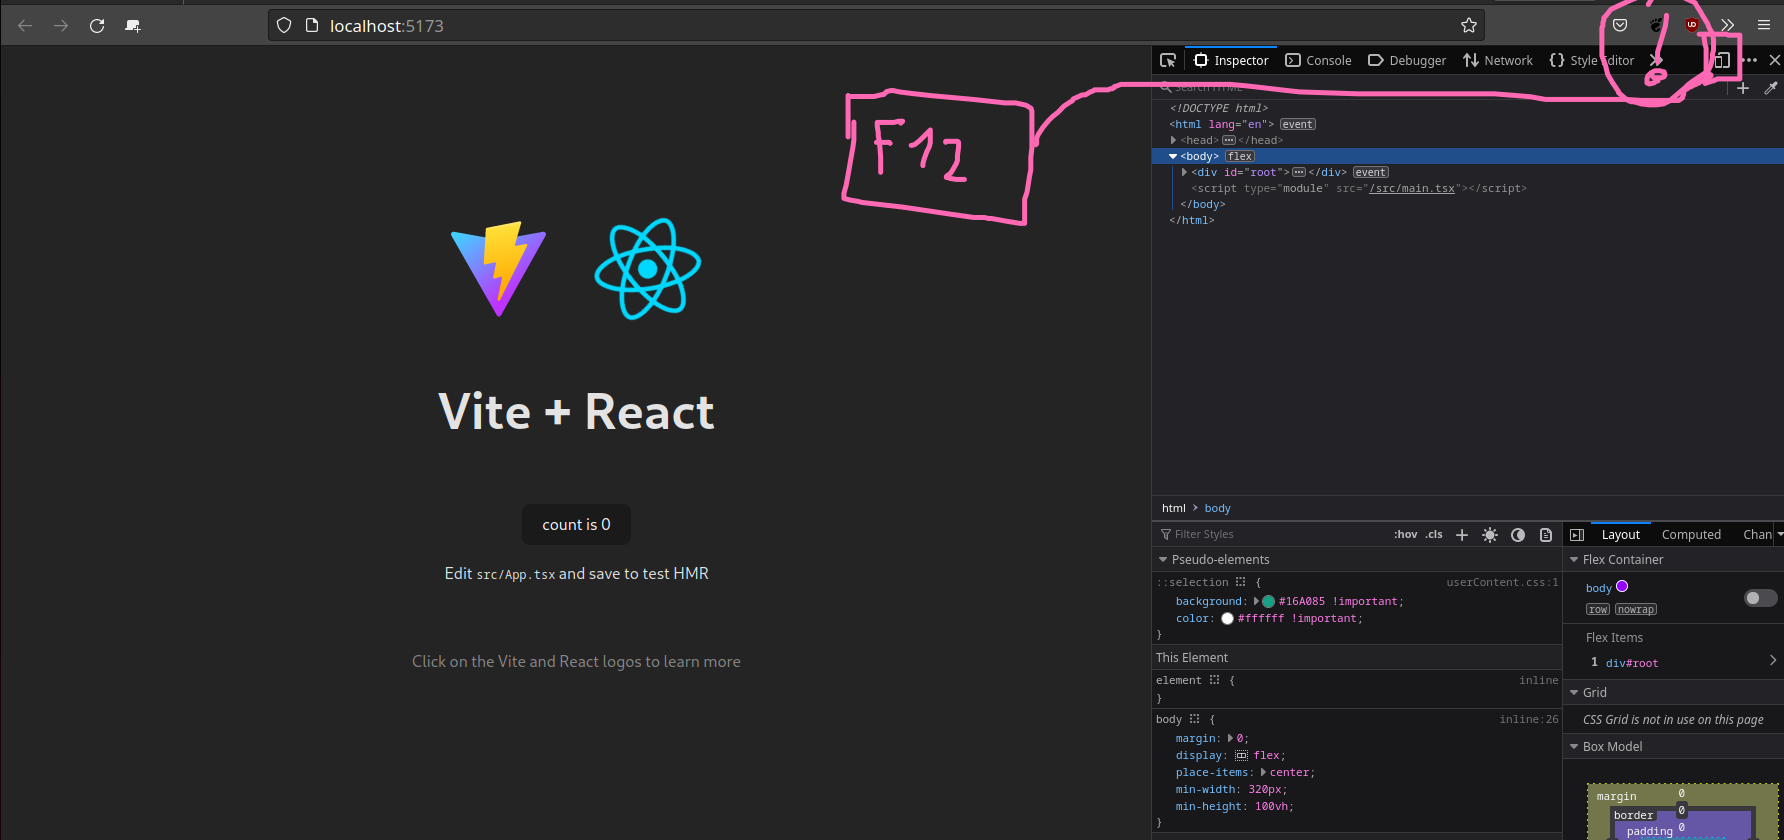 localhost:5173
UD
Inspector Console Debugger Network Style Editor
Search HTML
F12
<!DOCTYPE html>
<html lang="en"> event
<head> </head>
<body> flex
<div id="root"> </div> event
<script type="module" src="/src/main.tsx"></script>
</body>
</html>
Vite + React
count is 0
Edit src/App.tsx and save to test HMR
Click on the Vite and React logos to learn more
html > body
Filter Styles :hov .cls +
Pseudo-elements
::selection { userContent.css:1
background: #16A085 !important;
color: #ffffff !important;
}
This Element
element { inline
}
body { inline:26
margin: 0;
display: flex;
place-items: center;
min-width: 320px;
min-height: 100vh;
}
Layout Computed Chan
Flex Container
body
row nowrap
Flex Items
1 div#root
Grid
CSS Grid is not in use on this page
Box Model
margin 0
border 0
padding 0